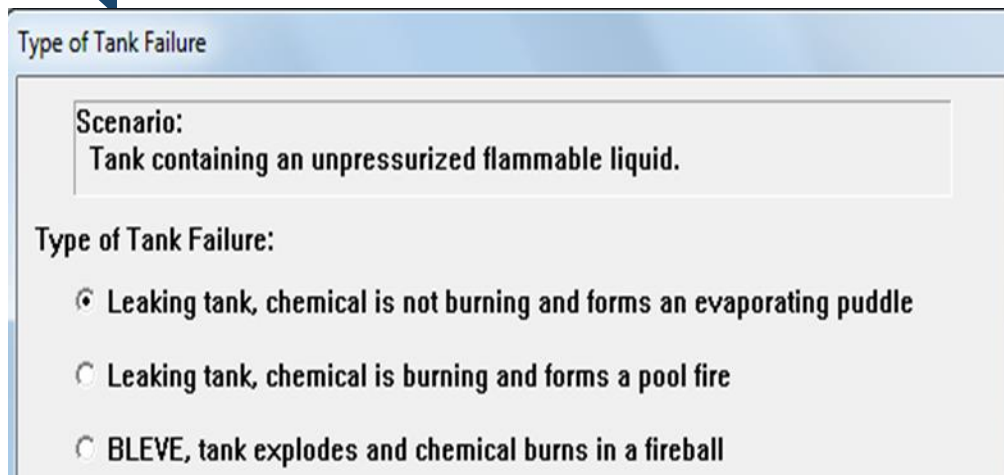 Type of Tank Failure
Scenario:
Tank containing an unpressurized flammable liquid.
Type of Tank Failure:
Leaking tank, chemical is not burning and forms an evaporating puddle
Leaking tank, chemical is burning and forms a pool fire
BLEVE, tank explodes and chemical burns in a fireball